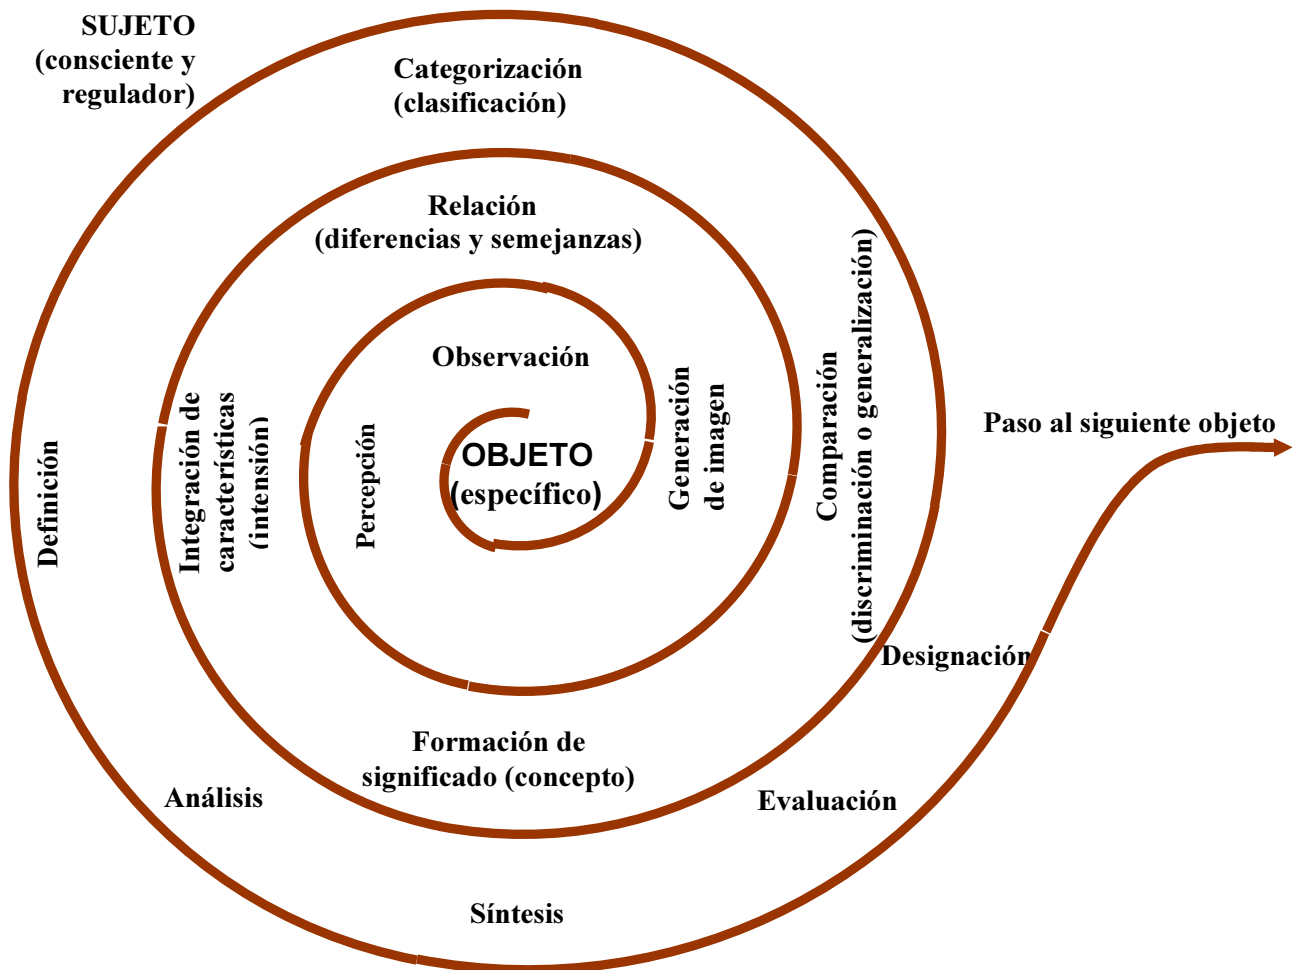 SUJETO
(consciente y
regulador)
Categorización
(clasificación)
Relación
(diferencias y semejanzas)
Observación
OBJETO
(específico)
Percepción
Generación
de imagen
Integración de
características
(intensión)
Comparación
(discriminación o generalización)
Definición
Paso al siguiente objeto
Designación
Formación de
significado (concepto)
Análisis
Evaluación
Síntesis